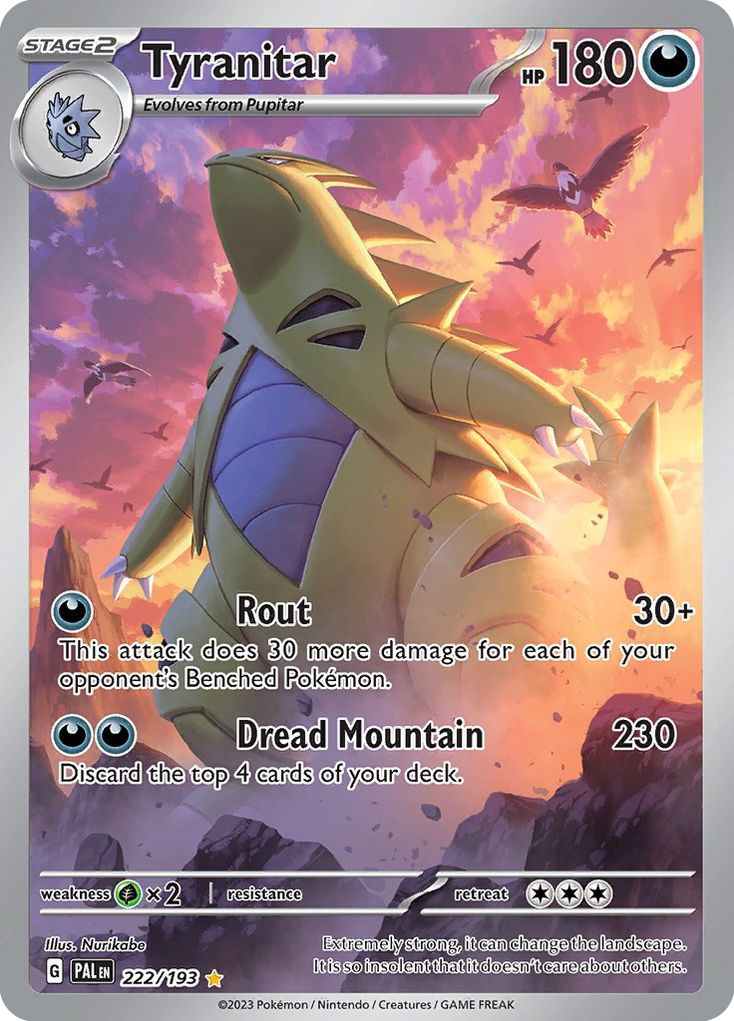 STAGE2
Tyranitar
HP 180
Evolves from Pupitar
Rout 30+
This attack does 30 more damage for each of your
opponent's Benched Pokémon.
Dread Mountain 230
Discard the top 4 cards of your deck.
weakness ×2 resistance retreat
Illus. Nurikabe
Extremely strong, it can change the landscape.
It is so insolent that it doesn't care about others.
G PAL EN 222/193
©2023 Pokémon / Nintendo / Creatures / GAME FREAK